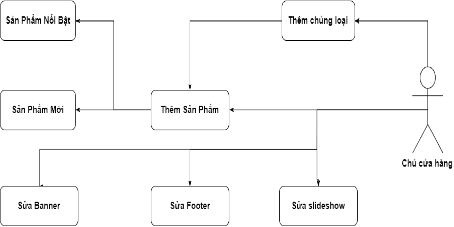 Sản Phẩm Nổi Bật
Thêm chủng loại
Sản Phẩm Mới
Thêm Sản Phẩm
Chủ cửa hàng
Sửa Banner
Sửa Footer
Sửa slideshow